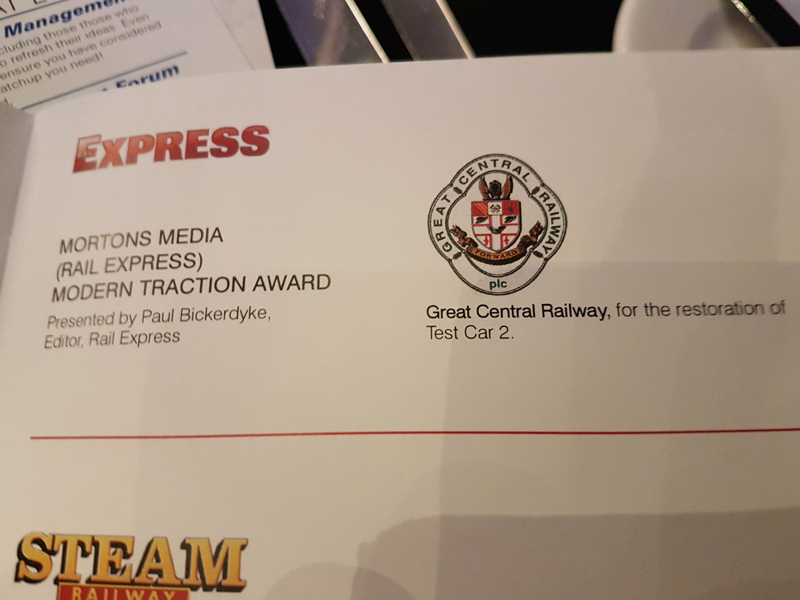 Management
cluding those those who
o refresh their ideas. Even
ensure you have considered
atchup you need!
Forum
EXPRESS
MORTONS MEDIA
(RAIL EXPRESS)
MODERN TRACTION AWARD
Presented by Paul Bickerdyke,
Editor, Rail Express
GREAT CENTRAL RAILWAY
FORWARD
plc
Great Central Railway, for the restoration of
Test Car 2.
STEAM
RAILWAY